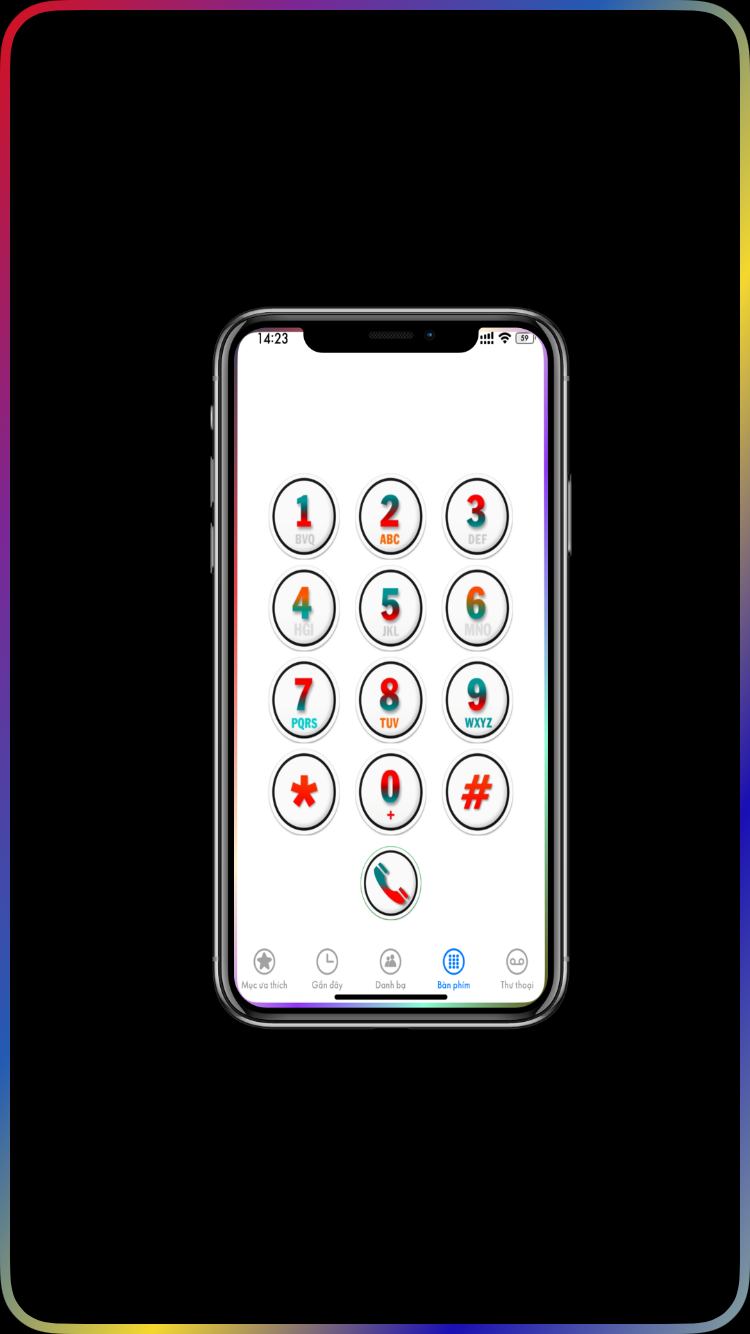 14:23 59
1 2 3
BVQ ABC DEF
4 5 6
HGI JKL MNO
7 8 9
PQRS TUV WXYZ
* 0 #
+
Mục ưa thích Gần đây Danh bạ Bàn phím Thư thoại